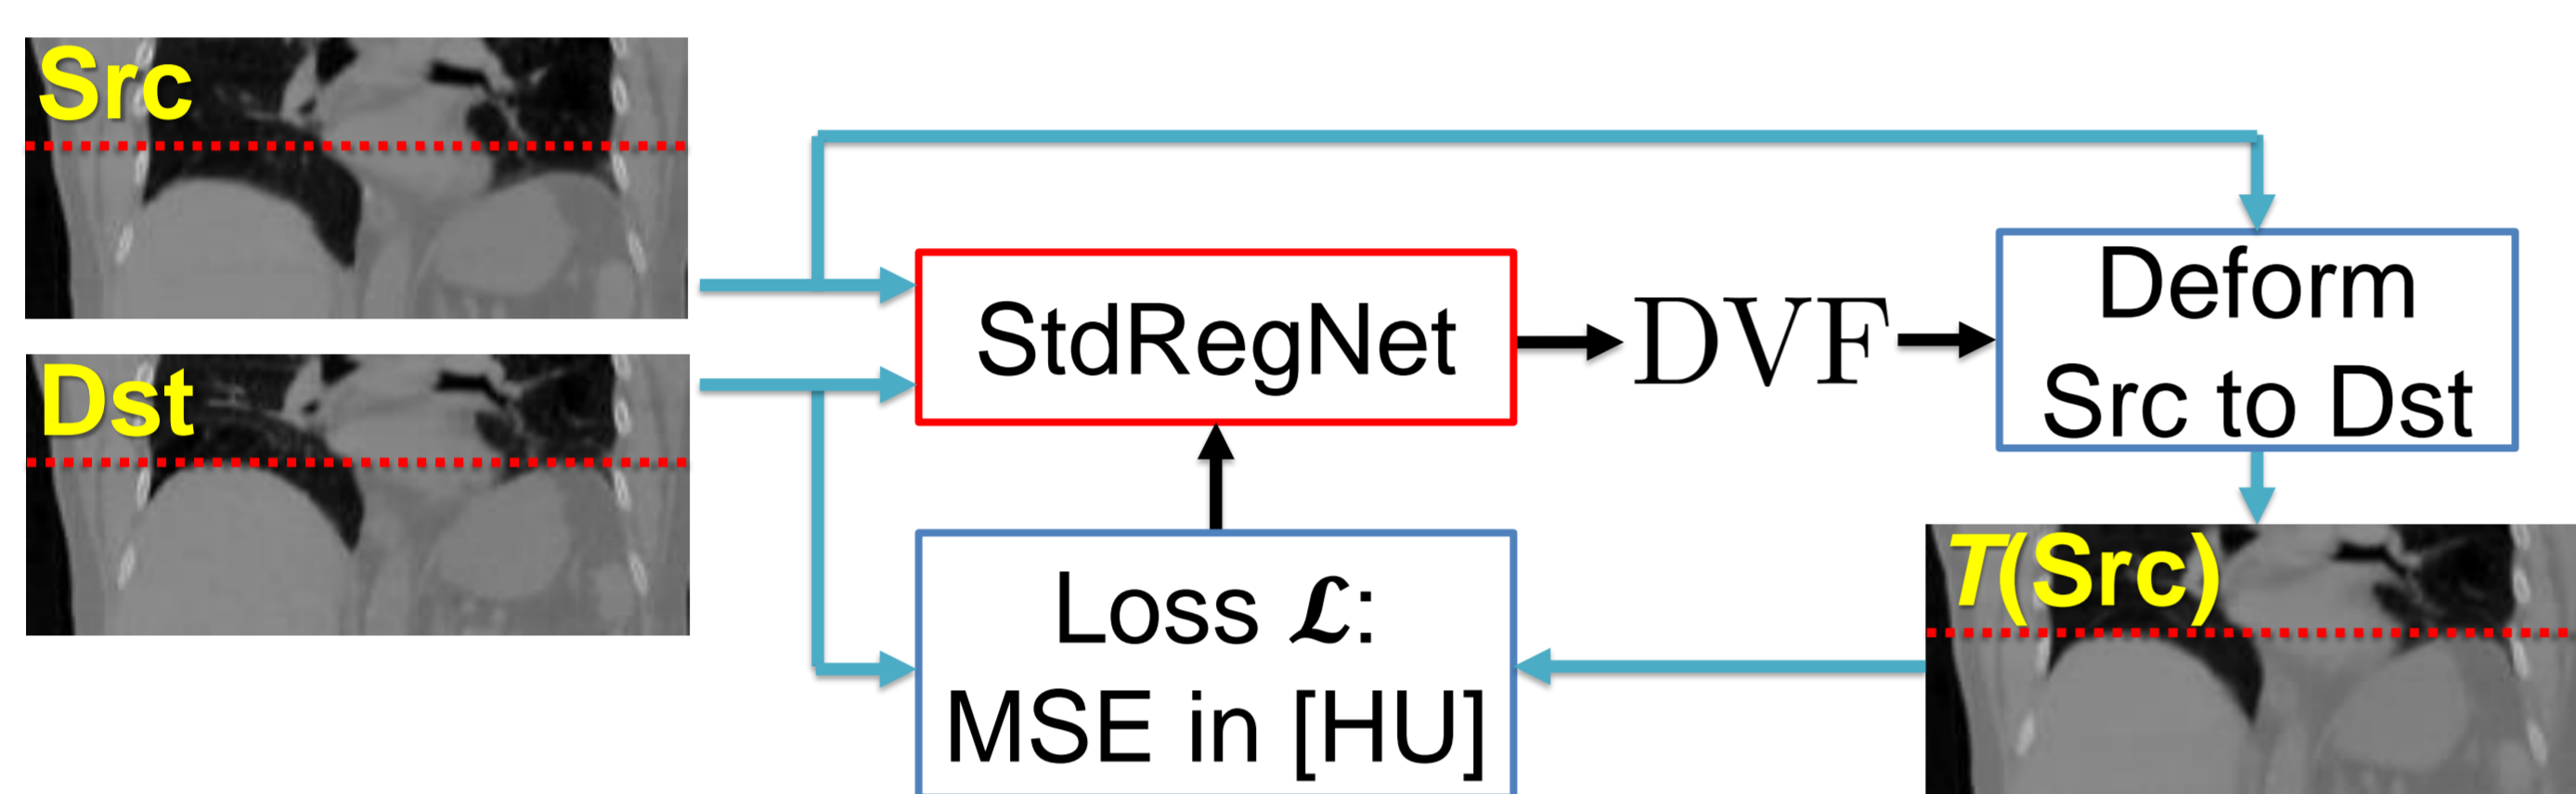 Src
Dst
StdRegNet
DVF
Deform
Src to Dst
Loss ℒ:
MSE in [HU]
T(Src)